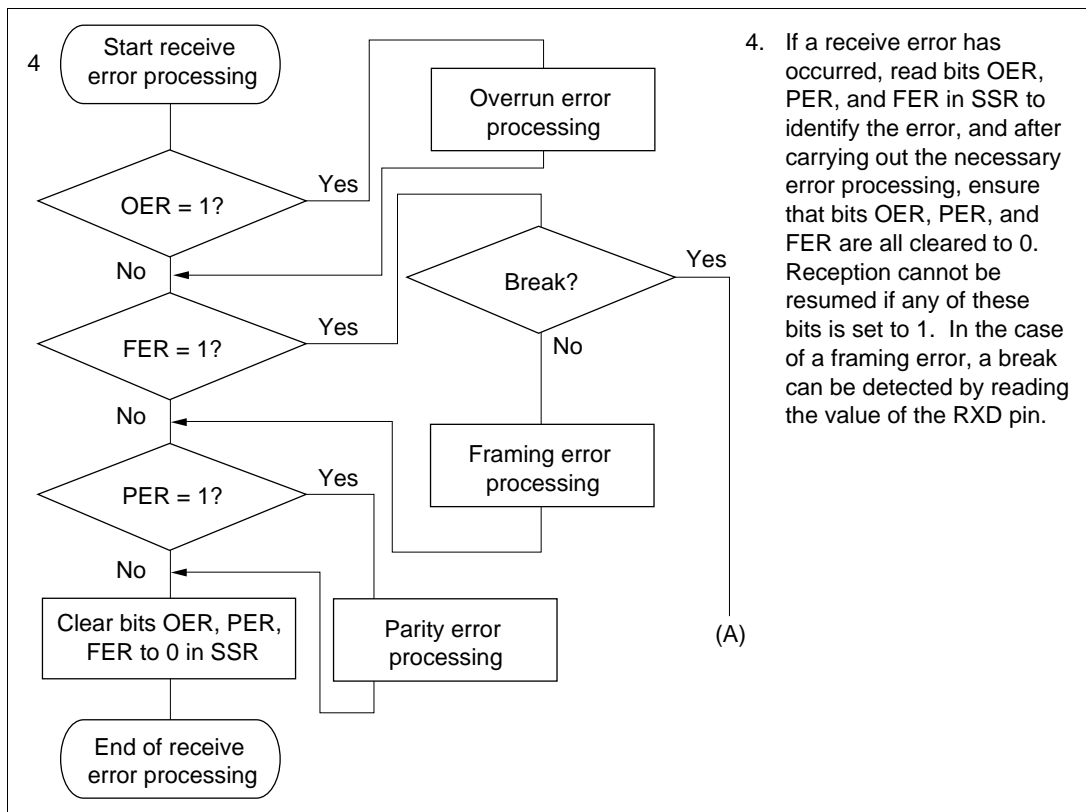 4
Start receive
error processing
Overrun error
processing
Yes
OER = 1?
No
Yes
Break?
Yes
FER = 1?
No
No
Framing error
processing
Yes
PER = 1?
No
Clear bits OER, PER,
FER to 0 in SSR
Parity error
processing
(A)
End of receive
error processing
4. If a receive error has
occurred, read bits OER,
PER, and FER in SSR to
identify the error, and after
carrying out the necessary
error processing, ensure
that bits OER, PER, and
FER are all cleared to 0.
Reception cannot be
resumed if any of these
bits is set to 1. In the case
of a framing error, a break
can be detected by reading
the value of the RXD pin.